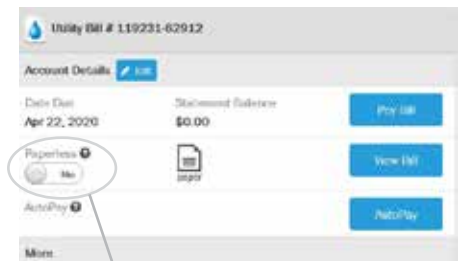 Utility Bill # 119231-62912
Account Details Edit
Date Due Statement Balance
Apr 22, 2020 $0.00 Pay Bill
Paperless View Bill
No
AutoPay AutoPay
More